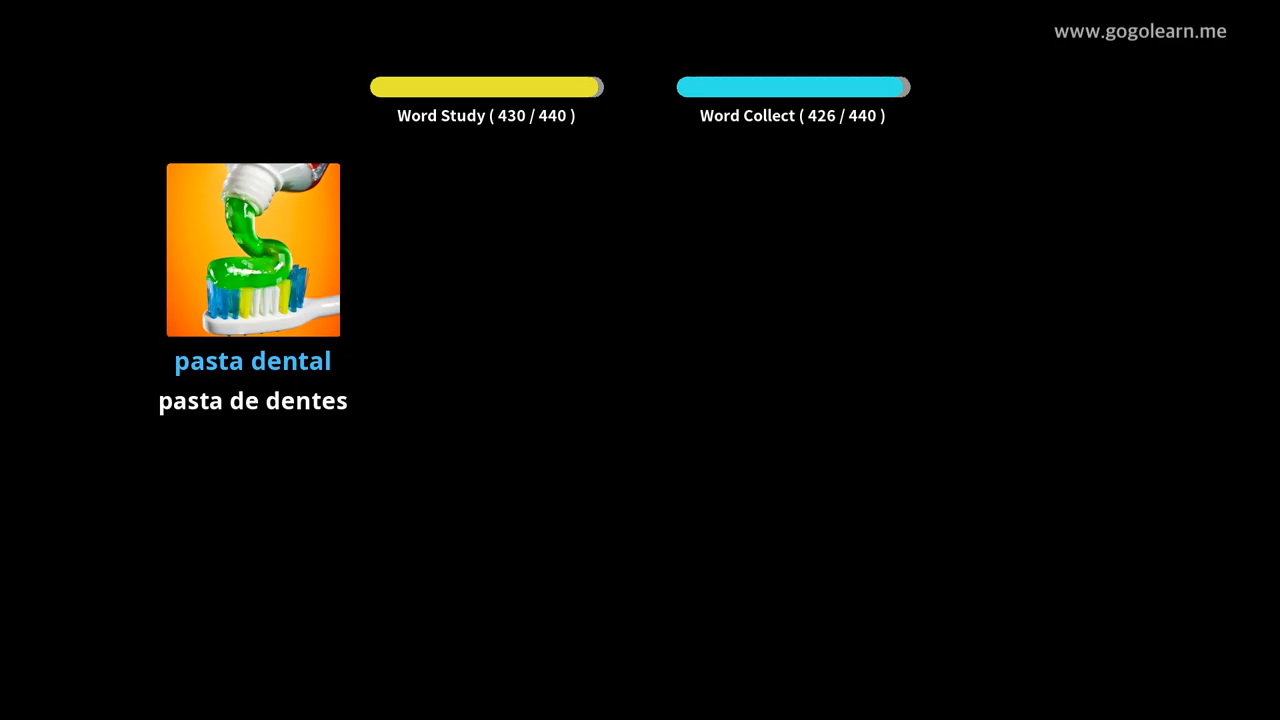 www.gogolearn.me
Word Study ( 430 / 440 )
Word Collect ( 426 / 440 )
pasta dental
pasta de dentes